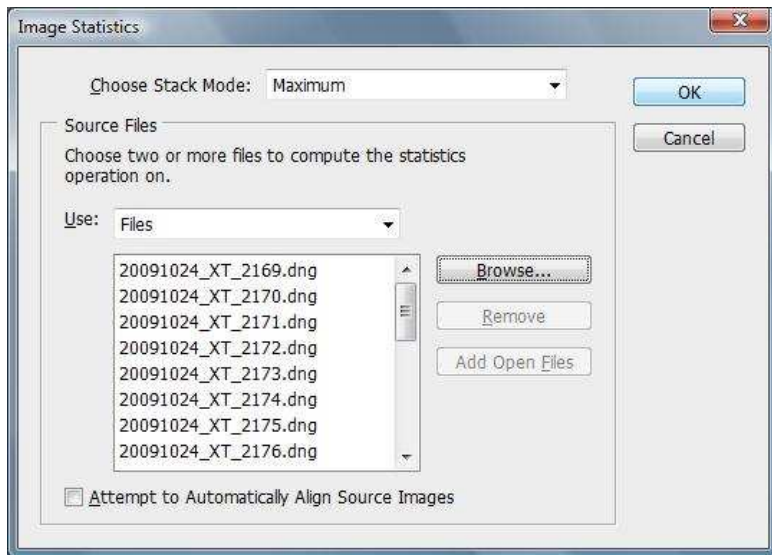 Image Statistics
Choose Stack Mode: Maximum
OK
Cancel
Source Files
Choose two or more files to compute the statistics
operation on.
Use: Files
20091024_XT_2169.dng
20091024_XT_2170.dng
20091024_XT_2171.dng
20091024_XT_2172.dng
20091024_XT_2173.dng
20091024_XT_2174.dng
20091024_XT_2175.dng
20091024_XT_2176.dng
Browse...
Remove
Add Open Files
Attempt to Automatically Align Source Images